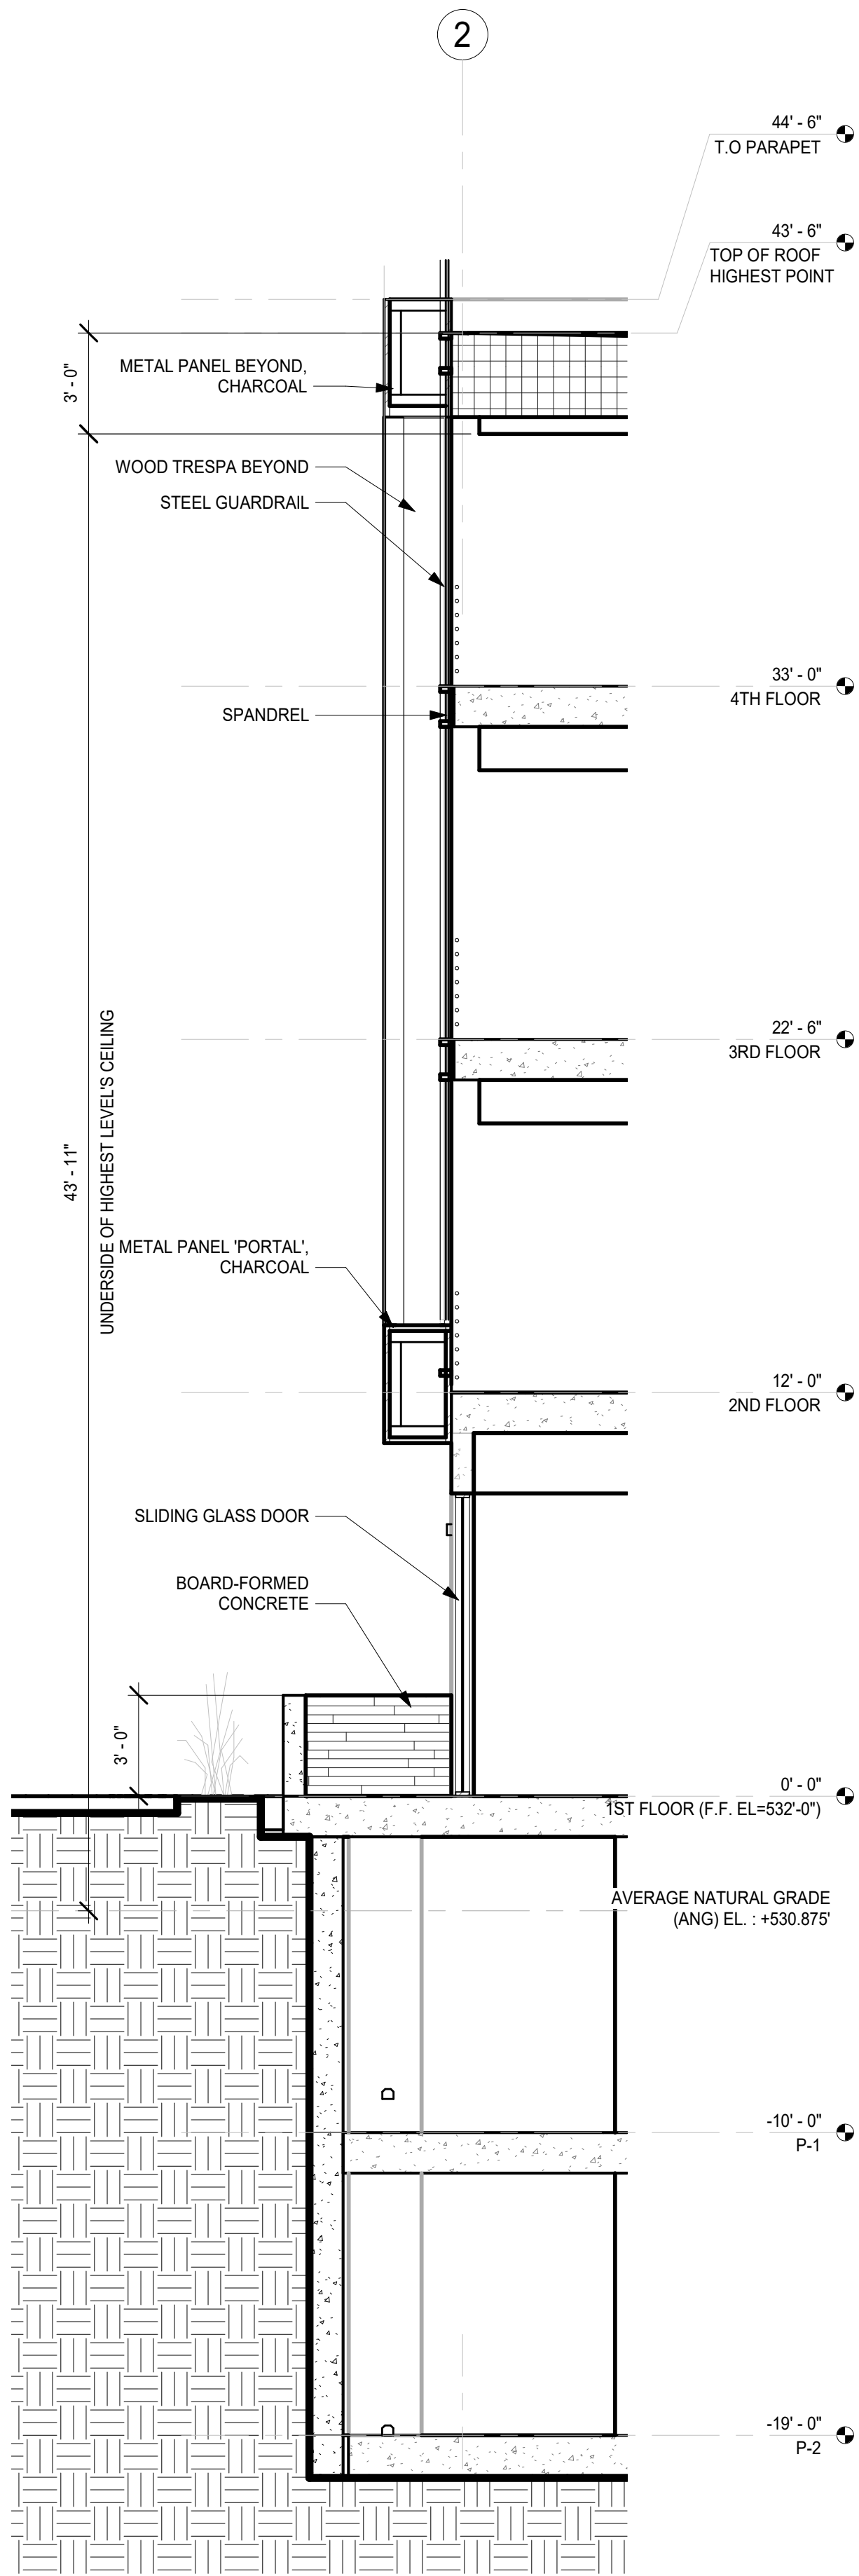 2
44' - 6"
T.O PARAPET
43' - 6"
TOP OF ROOF
HIGHEST POINT
3' - 0"
METAL PANEL BEYOND,
CHARCOAL
WOOD TRESPA BEYOND
STEEL GUARDRAIL
33' - 0"
4TH FLOOR
SPANDREL
22' - 6"
3RD FLOOR
43' - 11"
UNDERSIDE OF HIGHEST LEVEL'S CEILING
METAL PANEL 'PORTAL',
CHARCOAL
12' - 0"
2ND FLOOR
SLIDING GLASS DOOR
BOARD-FORMED
CONCRETE
3' - 0"
0' - 0"
1ST FLOOR (F.F. EL=532'-0")
AVERAGE NATURAL GRADE
(ANG) EL. : +530.875'
-10' - 0"
P-1
-19' - 0"
P-2